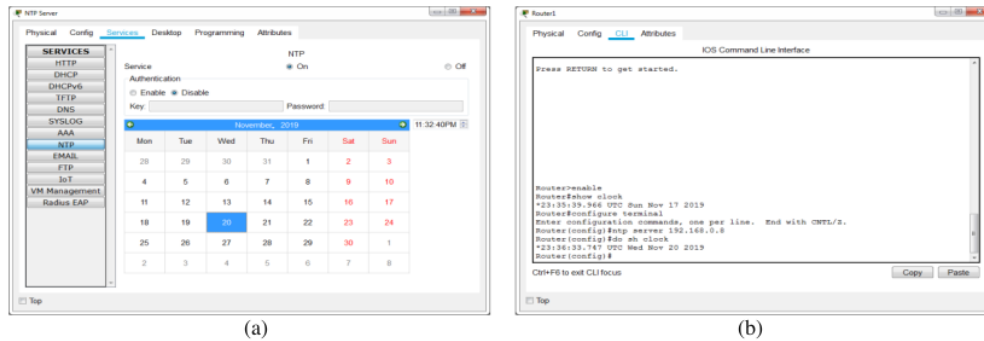 NTP Server
Physical Config Services Desktop Programming Attributes
SERVICES
HTTP
DHCP
DHCPv6
TFTP
DNS
SYSLOG
AAA
NTP
EMAIL
FTP
IoT
VM Management
Radius EAP
NTP
Service On Off
Authentication
Enable Disable
Key: Password:
November, 2019 11:32:40PM
Mon Tue Wed Thu Fri Sat Sun
28 29 30 31 1 2 3
4 5 6 7 8 9 10
11 12 13 14 15 16 17
18 19 20 21 22 23 24
25 26 27 28 29 30 1
2 3 4 5 6 7 8
Top
(a)
Router1
Physical Config CLI Attributes
IOS Command Line Interface
Press RETURN to get started.
Router>enable
Router#show clock
*23:35:39.966 UTC Sun Nov 17 2019
Router#configure terminal
Enter configuration commands, one per line. End with CNTL/Z.
Router(config)#ntp server 192.168.0.8
Router(config)#do sh clock
*23:36:33.747 UTC Wed Nov 20 2019
Router(config)#
Ctrl+F6 to exit CLI focus Copy Paste
Top
(b)